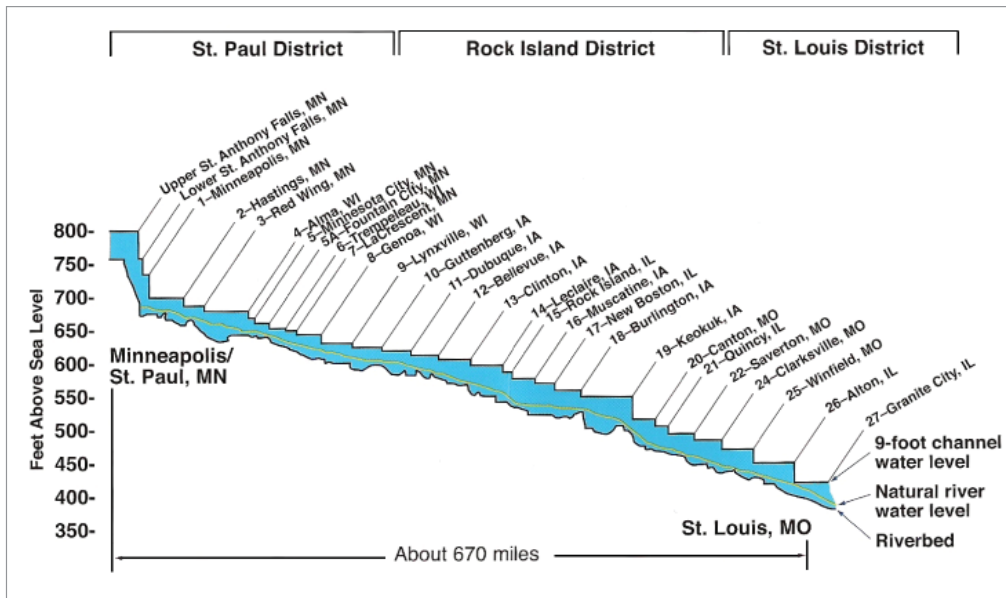 St. Paul District
Rock Island District
St. Louis District
Upper St. Anthony Falls, MN
Lower St. Anthony Falls, MN
1–Minneapolis, MN
2–Hastings, MN
3–Red Wing, MN
4–Alma, WI
5–Minnesota City, MN
5A–Fountain City, MN
6–Trempeleau, WI
7–LaCrescent, MN
8–Genoa, WI
9–Lynxville, WI
10–Guttenberg, IA
11–Dubuque, IA
12–Bellevue, IA
13–Clinton, IA
14–Leclaire, IA
15–Rock Island, IL
16–Muscatine, IA
17–New Boston, IL
18–Burlington, IA
19–Keokuk, IA
20–Canton, MO
21–Quincy, IL
22–Saverton, MO
24–Clarksville, MO
25–Winfield, MO
26–Alton, IL
27–Granite City, IL
Feet Above Sea Level
800-
750-
700-
650-
600-
550-
500-
450-
400-
350-
Minneapolis/
St. Paul, MN
9-foot channel
water level
Natural river
water level
Riverbed
St. Louis, MO
About 670 miles